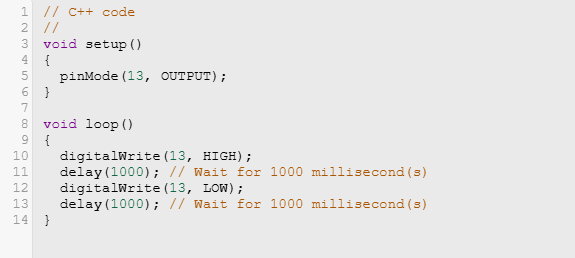 1 // C++ code
2 //
3 void setup()
4 {
5   pinMode(13, OUTPUT);
6 }
7
8 void loop()
9 {
10   digitalWrite(13, HIGH);
11   delay(1000); // Wait for 1000 millisecond(s)
12   digitalWrite(13, LOW);
13   delay(1000); // Wait for 1000 millisecond(s)
14 }